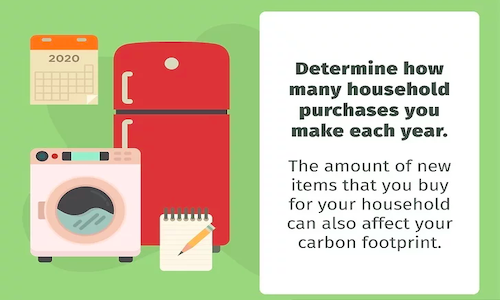 2020
Determine how
many household
purchases you
make each year.
The amount of new
items that you buy
for your household
can also affect your
carbon footprint.